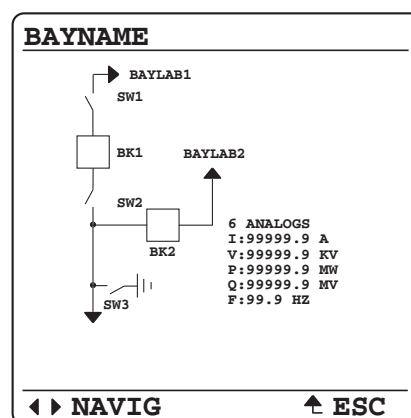 BAYNAME
BAYLAB1
SW1
BK1
BAYLAB2
SW2
BK2
6 ANALOGS
I:99999.9 A
V:99999.9 KV
P:99999.9 MW
Q:99999.9 MV
F:99.9 HZ
SW3
NAVIG
ESC